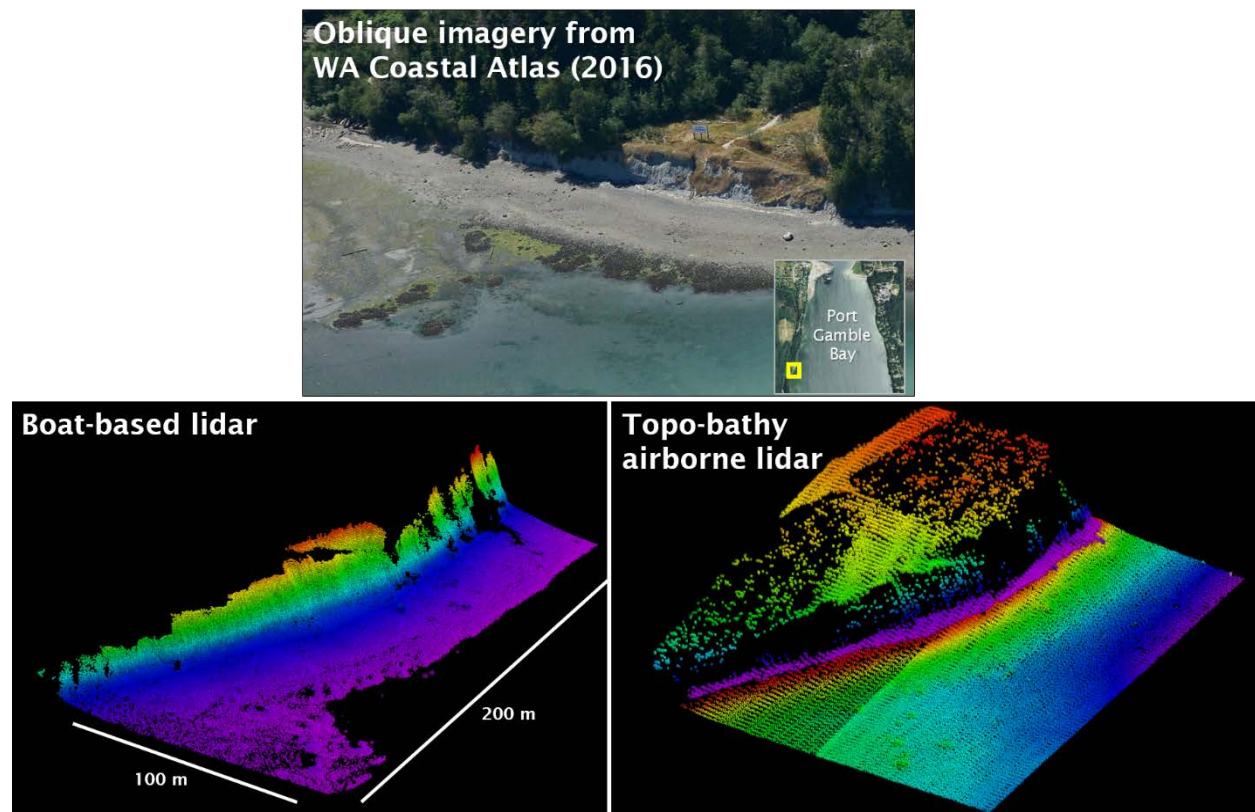 Oblique imagery from
WA Coastal Atlas (2016)
Port
Gamble
Bay
Boat-based lidar
200 m
100 m
Topo-bathy
airborne lidar